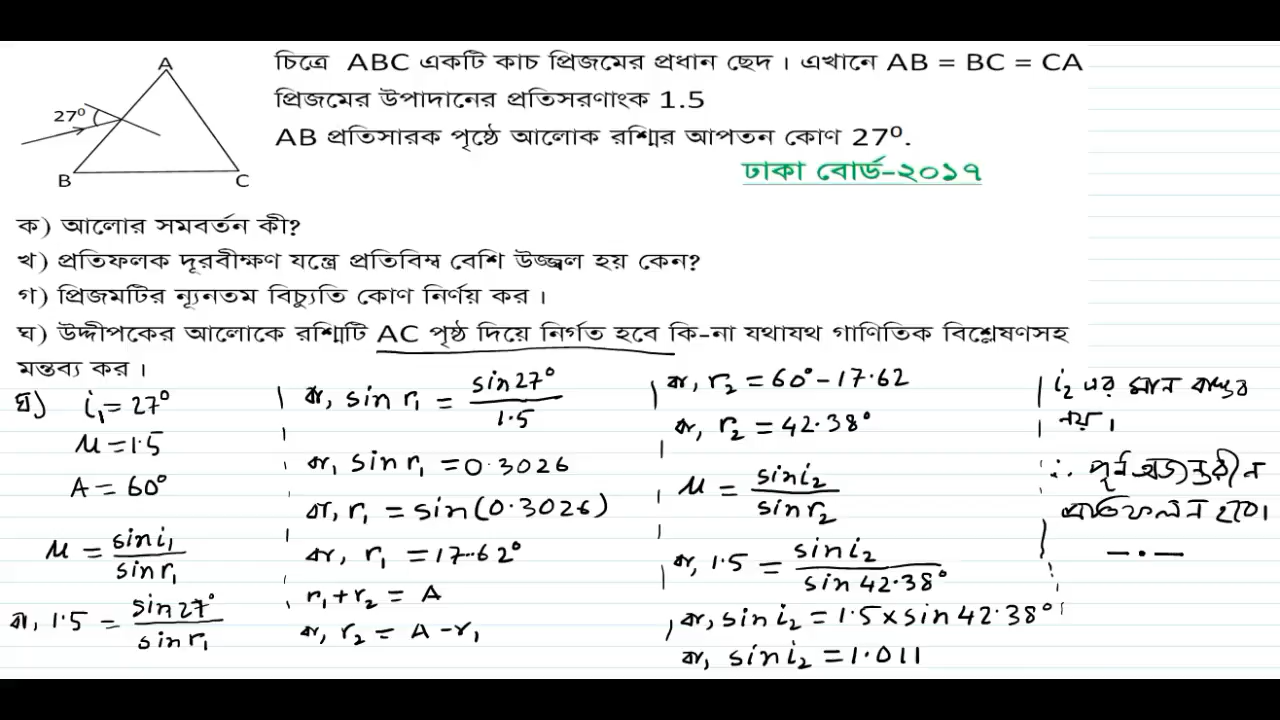 A
27⁰
B
C
চিত্রে ABC একটি কাচ প্রিজমের প্রধান ছেদ । এখানে AB = BC = CA
প্রিজমের উপাদানের প্রতিসরণাংক 1.5
AB প্রতিসারক পৃষ্ঠে আলোক রশ্মির আপতন কোণ 27⁰.
ঢাকা বোর্ড-২০১৭
ক) আলোর সমবর্তন কী?
খ) প্রতিফলক দূরবীক্ষণ যন্ত্রে প্রতিবিম্ব বেশি উজ্জ্বল হয় কেন?
গ) প্রিজমটির ন্যূনতম বিচ্যুতি কোণ নির্ণয় কর ।
ঘ) উদ্দীপকের আলোকে রশ্মিটি AC পৃষ্ঠ দিয়ে নির্গত হবে কি-না যথাযথ গাণিতিক বিশ্লেষণসহ
মন্তব্য কর ।
ঘ) i₁ = 27°
μ = 1.5
A = 60°
μ = sin i₁ / sin r₁
বা, 1.5 = sin 27° / sin r₁
বা, sin r₁ = sin 27° / 1.5
বা, sin r₁ = 0.3026
বা, r₁ = sin(0.3026)
বা, r₁ = 17.62°
r₁ + r₂ = A
বা, r₂ = A - r₁
বা, r₂ = 60° - 17.62
বা, r₂ = 42.38°
μ = sin i₂ / sin r₂
বা, 1.5 = sin i₂ / sin 42.38°
বা, sin i₂ = 1.5 × sin 42.38°
বা, sin i₂ = 1.011
i₂ এর মান বাস্তব
নয়।
∴ পূর্ন অভ্যন্তরীন
প্রতিফলন হবে।